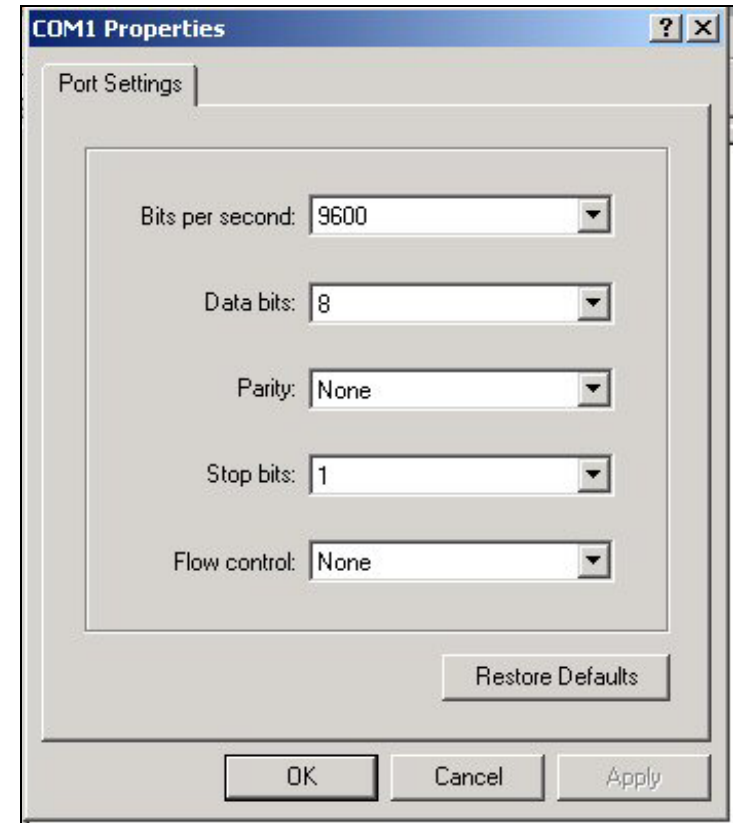 COM1 Properties
Port Settings
Bits per second: 9600
Data bits: 8
Parity: None
Stop bits: 1
Flow control: None
Restore Defaults
OK Cancel Apply